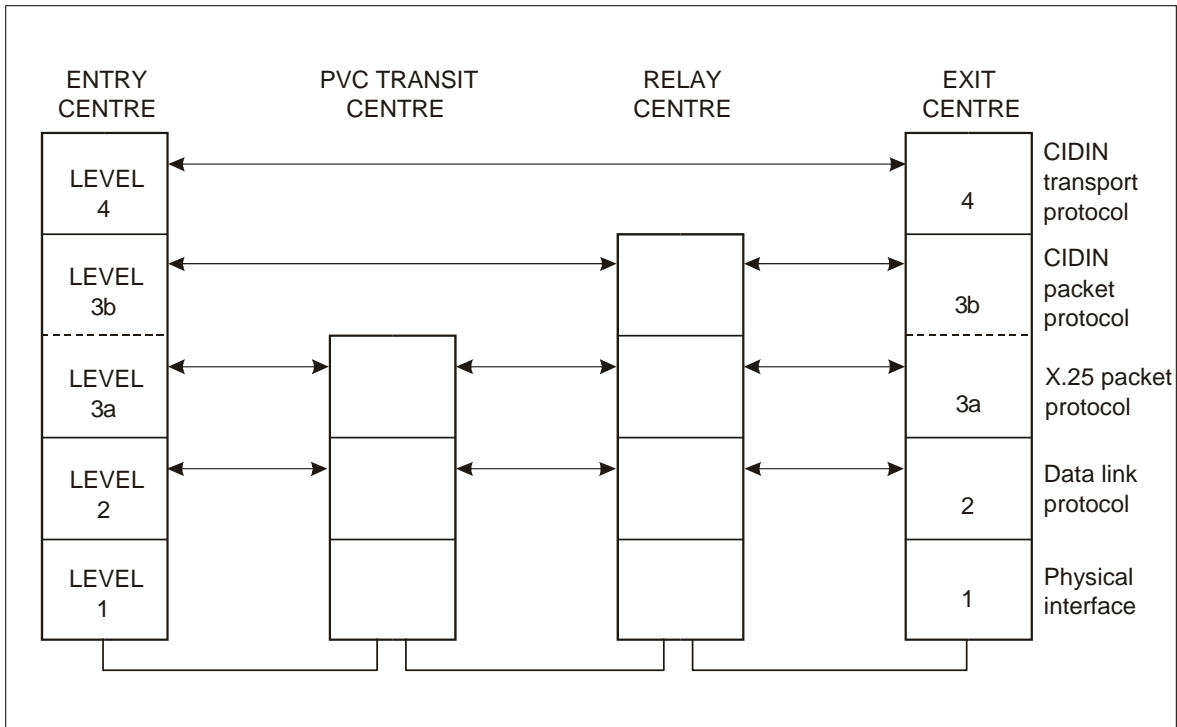 ENTRY
CENTRE
PVC TRANSIT
CENTRE
RELAY
CENTRE
EXIT
CENTRE
LEVEL
4
4
CIDIN
transport
protocol
LEVEL
3b
3b
CIDIN
packet
protocol
LEVEL
3a
3a
X.25 packet
protocol
LEVEL
2
2
Data link
protocol
LEVEL
1
1
Physical
interface